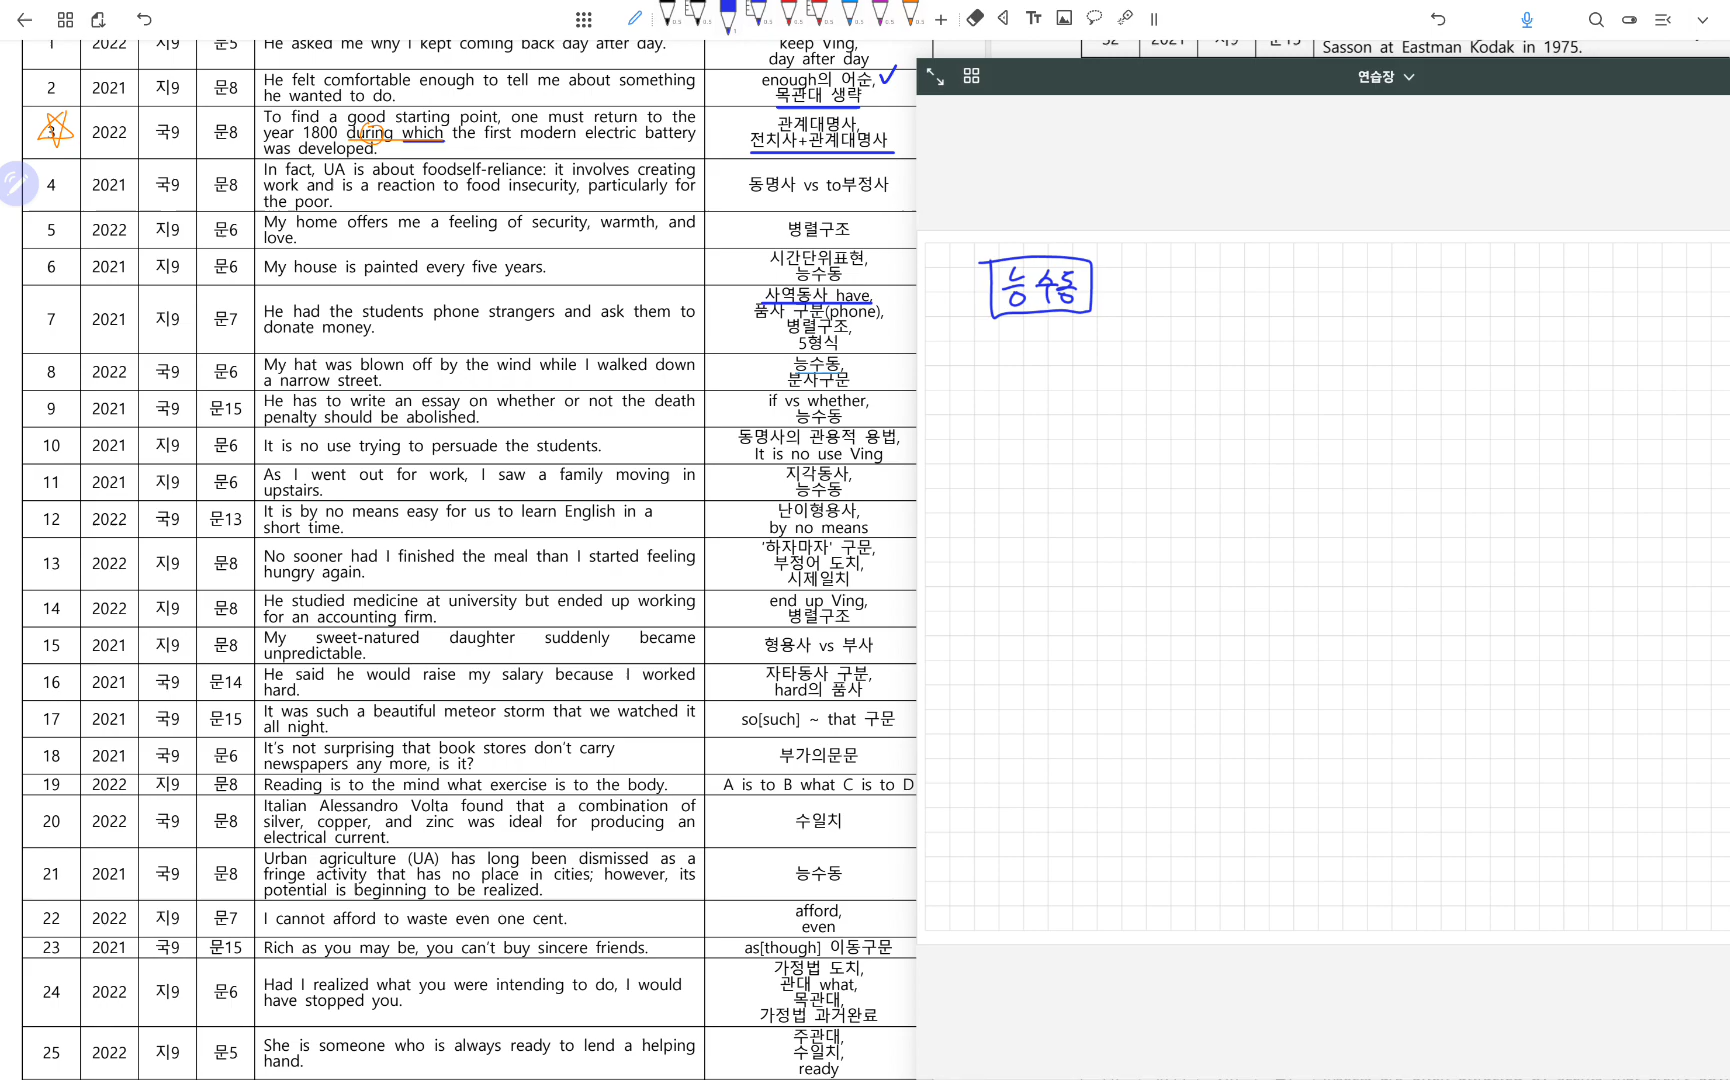 Tт
32 2021 지9 문15
Sasson at Eastman Kodak in 1975.
연습장
능수동
1 2022 지9 문5 He asked me why I kept coming back day after day. keep Ving,
day after day
2 2021 지9 문8 He felt comfortable enough to tell me about something
he wanted to do.
enough의 어순,
목관대 생략
3 2022 국9 문8 To find a good starting point, one must return to the
year 1800 during which the first modern electric battery
was developed.
관계대명사,
전치사+관계대명사
4 2021 국9 문8 In fact, UA is about foodself-reliance: it involves creating
work and is a reaction to food insecurity, particularly for
the poor.
동명사 vs to부정사
5 2022 지9 문6 My home offers me a feeling of security, warmth, and
love.
병렬구조
6 2021 지9 문6 My house is painted every five years.
시간단위표현,
능수동
7 2021 지9 문7 He had the students phone strangers and ask them to
donate money.
사역동사 have,
품사 구분(phone),
병렬구조,
5형식
8 2022 국9 문6 My hat was blown off by the wind while I walked down
a narrow street.
능수동,
분사구문
9 2021 국9 문15 He has to write an essay on whether or not the death
penalty should be abolished.
if vs whether,
능수동
10 2021 지9 문6 It is no use trying to persuade the students.
동명사의 관용적 용법,
It is no use Ving
11 2021 지9 문6 As I went out for work, I saw a family moving in
upstairs.
지각동사,
능수동
12 2022 국9 문13 It is by no means easy for us to learn English in a
short time.
난이형용사,
by no means
13 2022 지9 문8 No sooner had I finished the meal than I started feeling
hungry again.
'하자마자' 구문,
부정어 도치,
시제일치
14 2022 지9 문8 He studied medicine at university but ended up working
for an accounting firm.
end up Ving,
병렬구조
15 2021 지9 문8 My sweet-natured daughter suddenly became
unpredictable.
형용사 vs 부사
16 2021 국9 문14 He said he would raise my salary because I worked
hard.
자타동사 구분,
hard의 품사
17 2021 국9 문15 It was such a beautiful meteor storm that we watched it
all night.
so[such] ~ that 구문
18 2021 국9 문6 It's not surprising that book stores don't carry
newspapers any more, is it?
부가의문문
19 2022 지9 문8 Reading is to the mind what exercise is to the body. A is to B what C is to D
20 2022 국9 문8 Italian Alessandro Volta found that a combination of
silver, copper, and zinc was ideal for producing an
electrical current.
수일치
21 2021 국9 문8 Urban agriculture (UA) has long been dismissed as a
fringe activity that has no place in cities; however, its
potential is beginning to be realized.
능수동
22 2022 지9 문7 I cannot afford to waste even one cent.
afford,
even
23 2021 국9 문15 Rich as you may be, you can't buy sincere friends. as[though] 이동구문
24 2022 지9 문6 Had I realized what you were intending to do, I would
have stopped you.
가정법 도치,
관대 what,
목관대,
가정법 과거완료
25 2022 지9 문5 She is someone who is always ready to lend a helping
hand.
주관대,
수일치,
ready